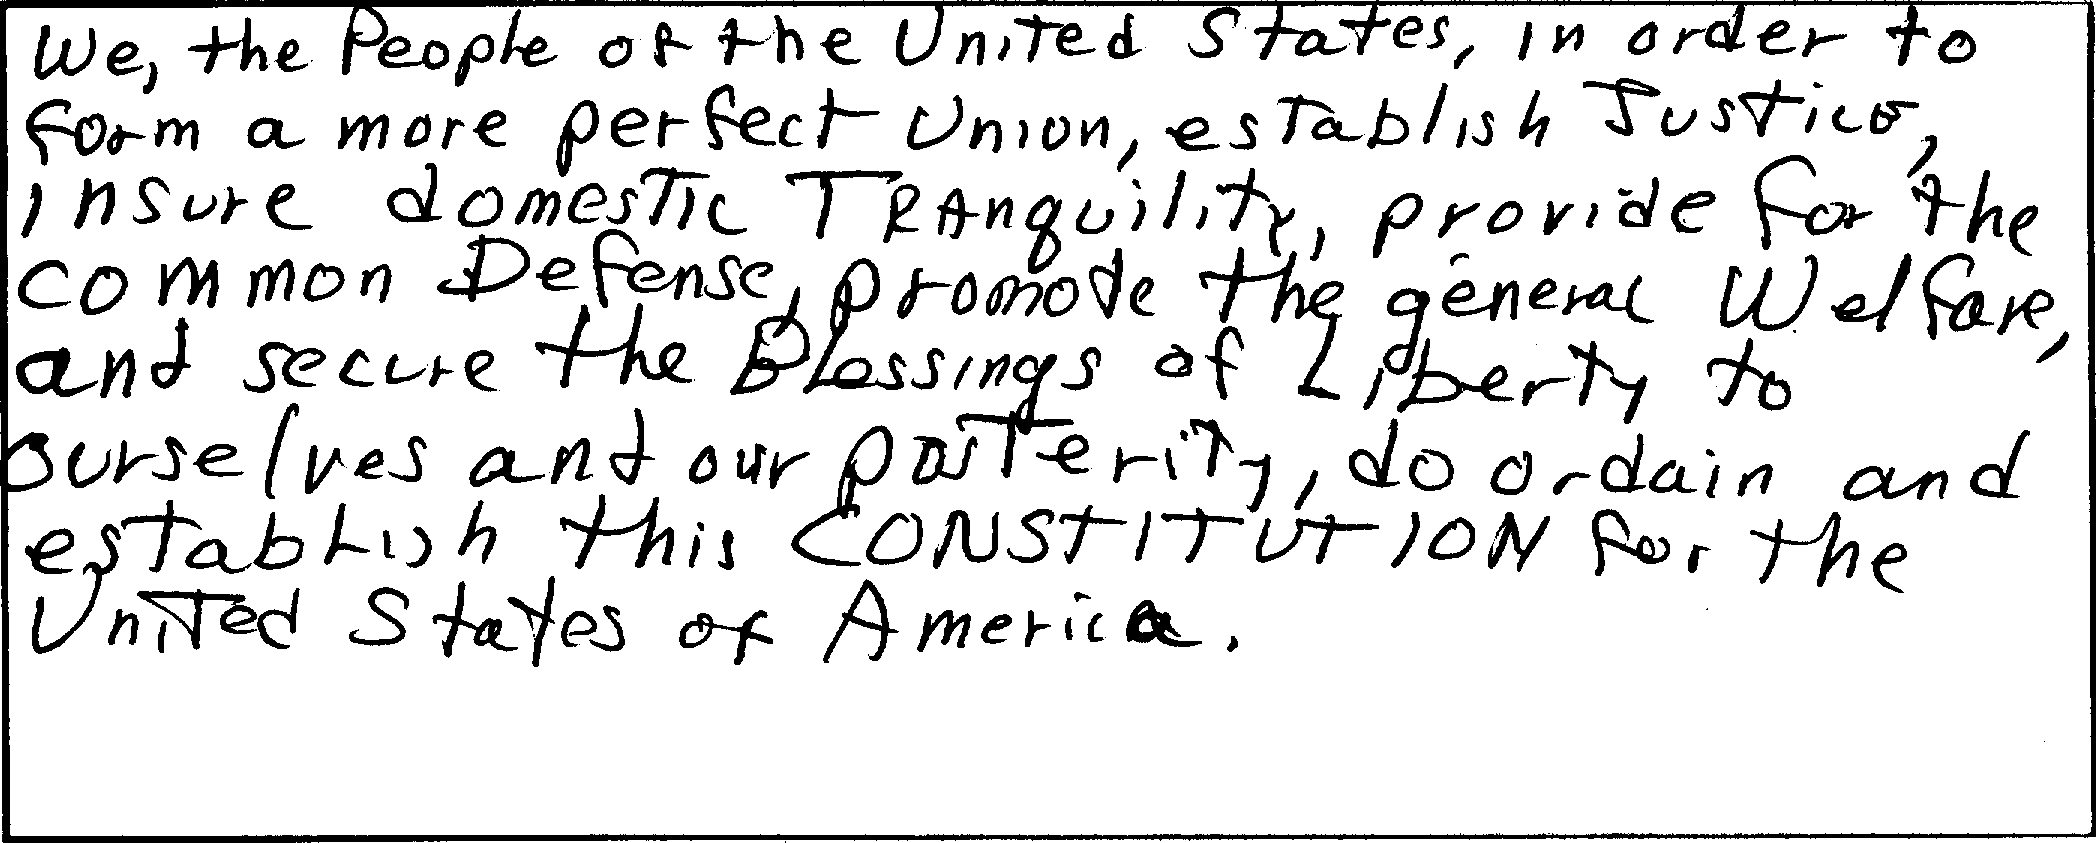 We, the People of the United States, in order to
form a more perfect Union, establish Justice,
insure domestic TRAnquility, provide for the
common Defense, promote the general Welfare,
and secure the Blessings of Liberty to
ourselves and our posterity, do ordain and
establish this CONSTITUTION for the
United States of America.